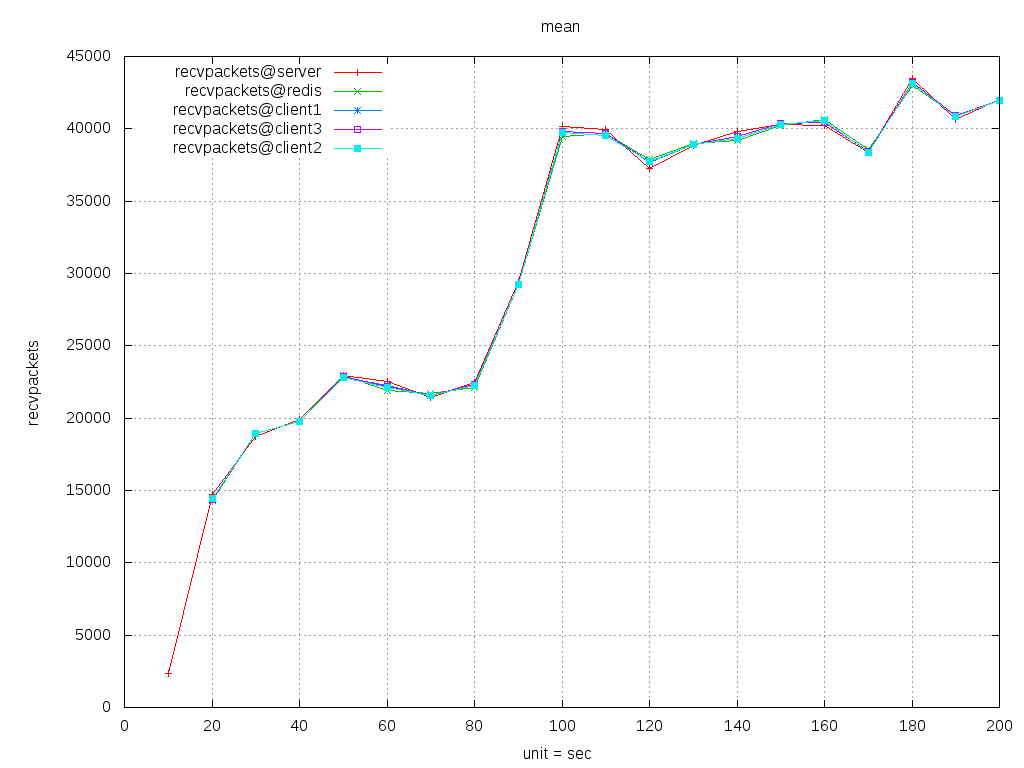 mean
45000
40000
35000
30000
25000
20000
15000
10000
5000
0
recvpackets
recvpackets@server
recvpackets@redis
recvpackets@client1
recvpackets@client3
recvpackets@client2
0 20 40 60 80 100 120 140 160 180 200
unit = sec